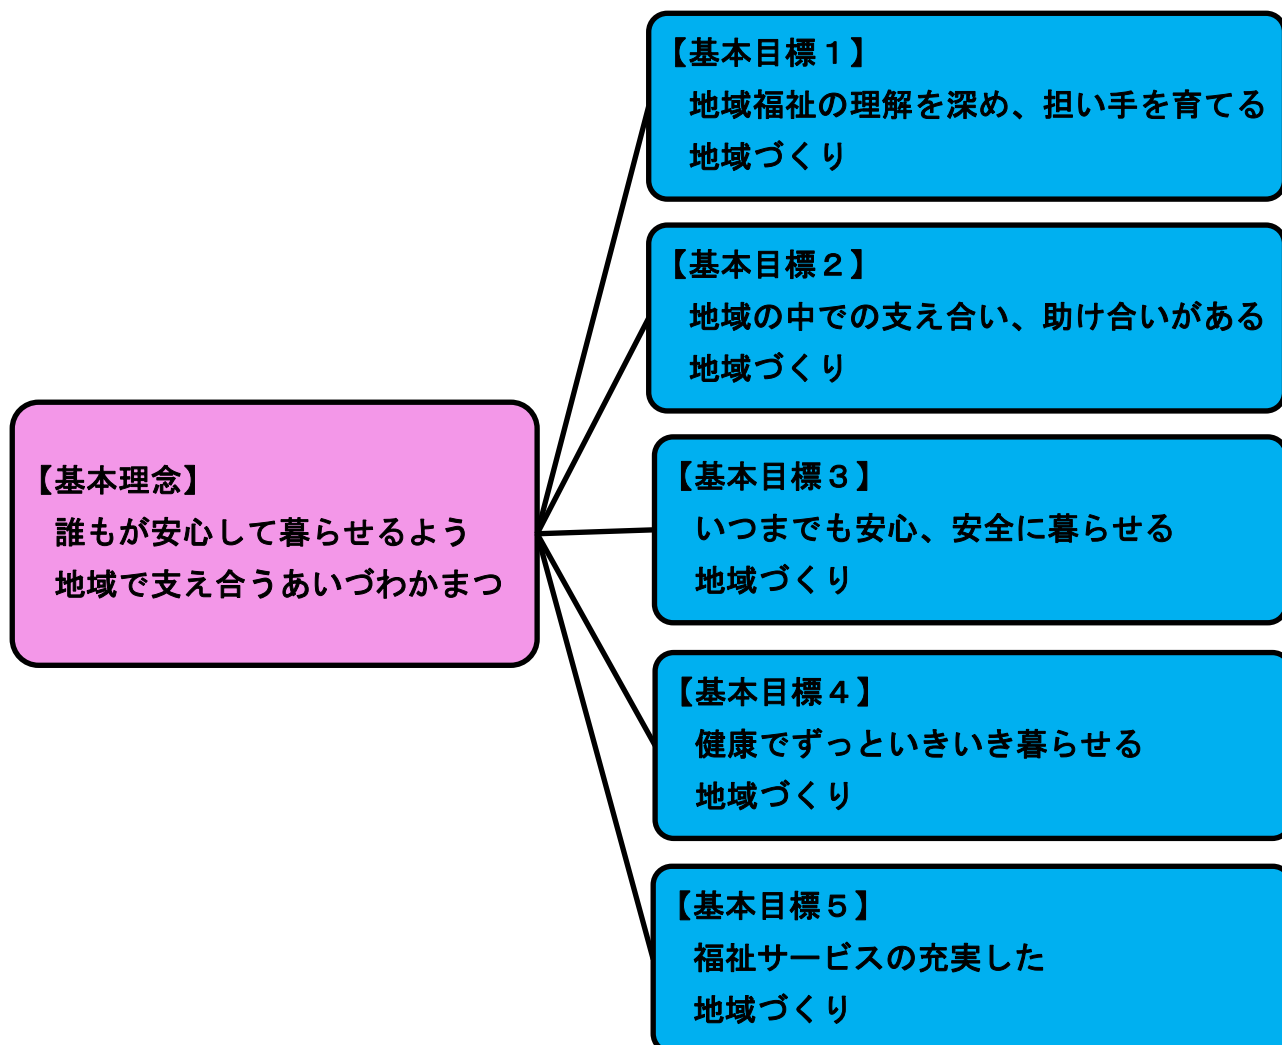 【基本理念】
誰もが安心して暮らせるよう
地域で支え合うあいづわかまつ
【基本目標１】
地域福祉の理解を深め、担い手を育てる
地域づくり
【基本目標２】
地域の中での支え合い、助け合いがある
地域づくり
【基本目標３】
いつまでも安心、安全に暮らせる
地域づくり
【基本目標４】
健康でずっといきいき暮らせる
地域づくり
【基本目標５】
福祉サービスの充実した
地域づくり